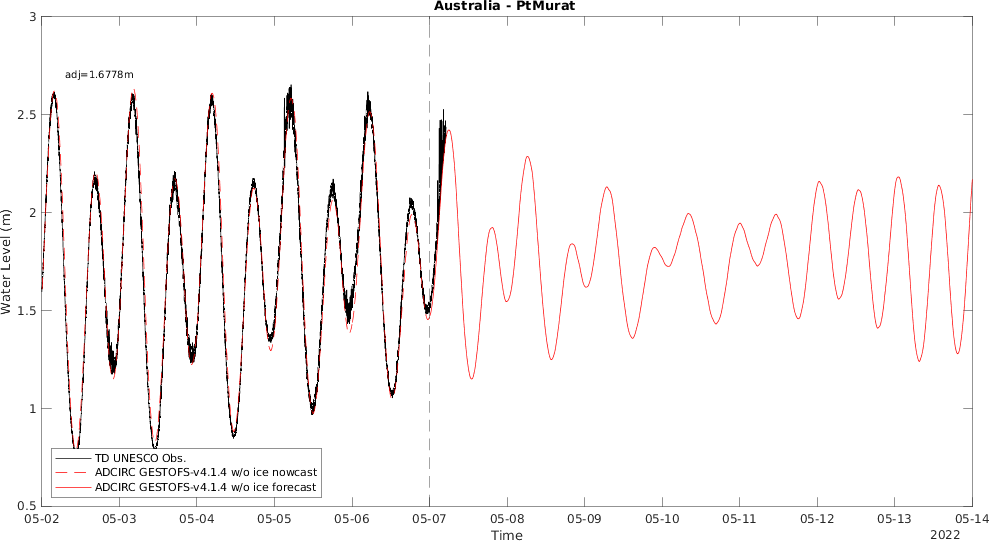 Australia - PtMurat
adj=1.6778m
3
2.5
2
1.5
1
0.5
Water Level (m)
TD UNESCO Obs.
ADCIRC GESTOFS-v4.1.4 w/o ice nowcast
ADCIRC GESTOFS-v4.1.4 w/o ice forecast
05-02 05-03 05-04 05-05 05-06 05-07 05-08 05-09 05-10 05-11 05-12 05-13 05-14
Time
2022